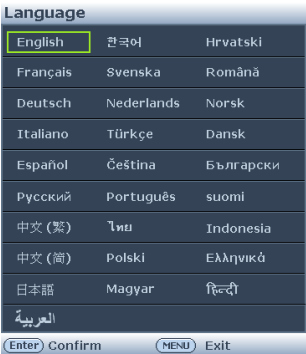 Language
English 한국어 Hrvatski
Français Svenska Română
Deutsch Nederlands Norsk
Italiano Türkçe Dansk
Español Čeština Български
Русский Português suomi
中文 (繁) ไทย Indonesia
中文 (简) Polski Ελληνικά
日本語 Magyar हिन्दी
العربية
Enter Confirm MENU Exit